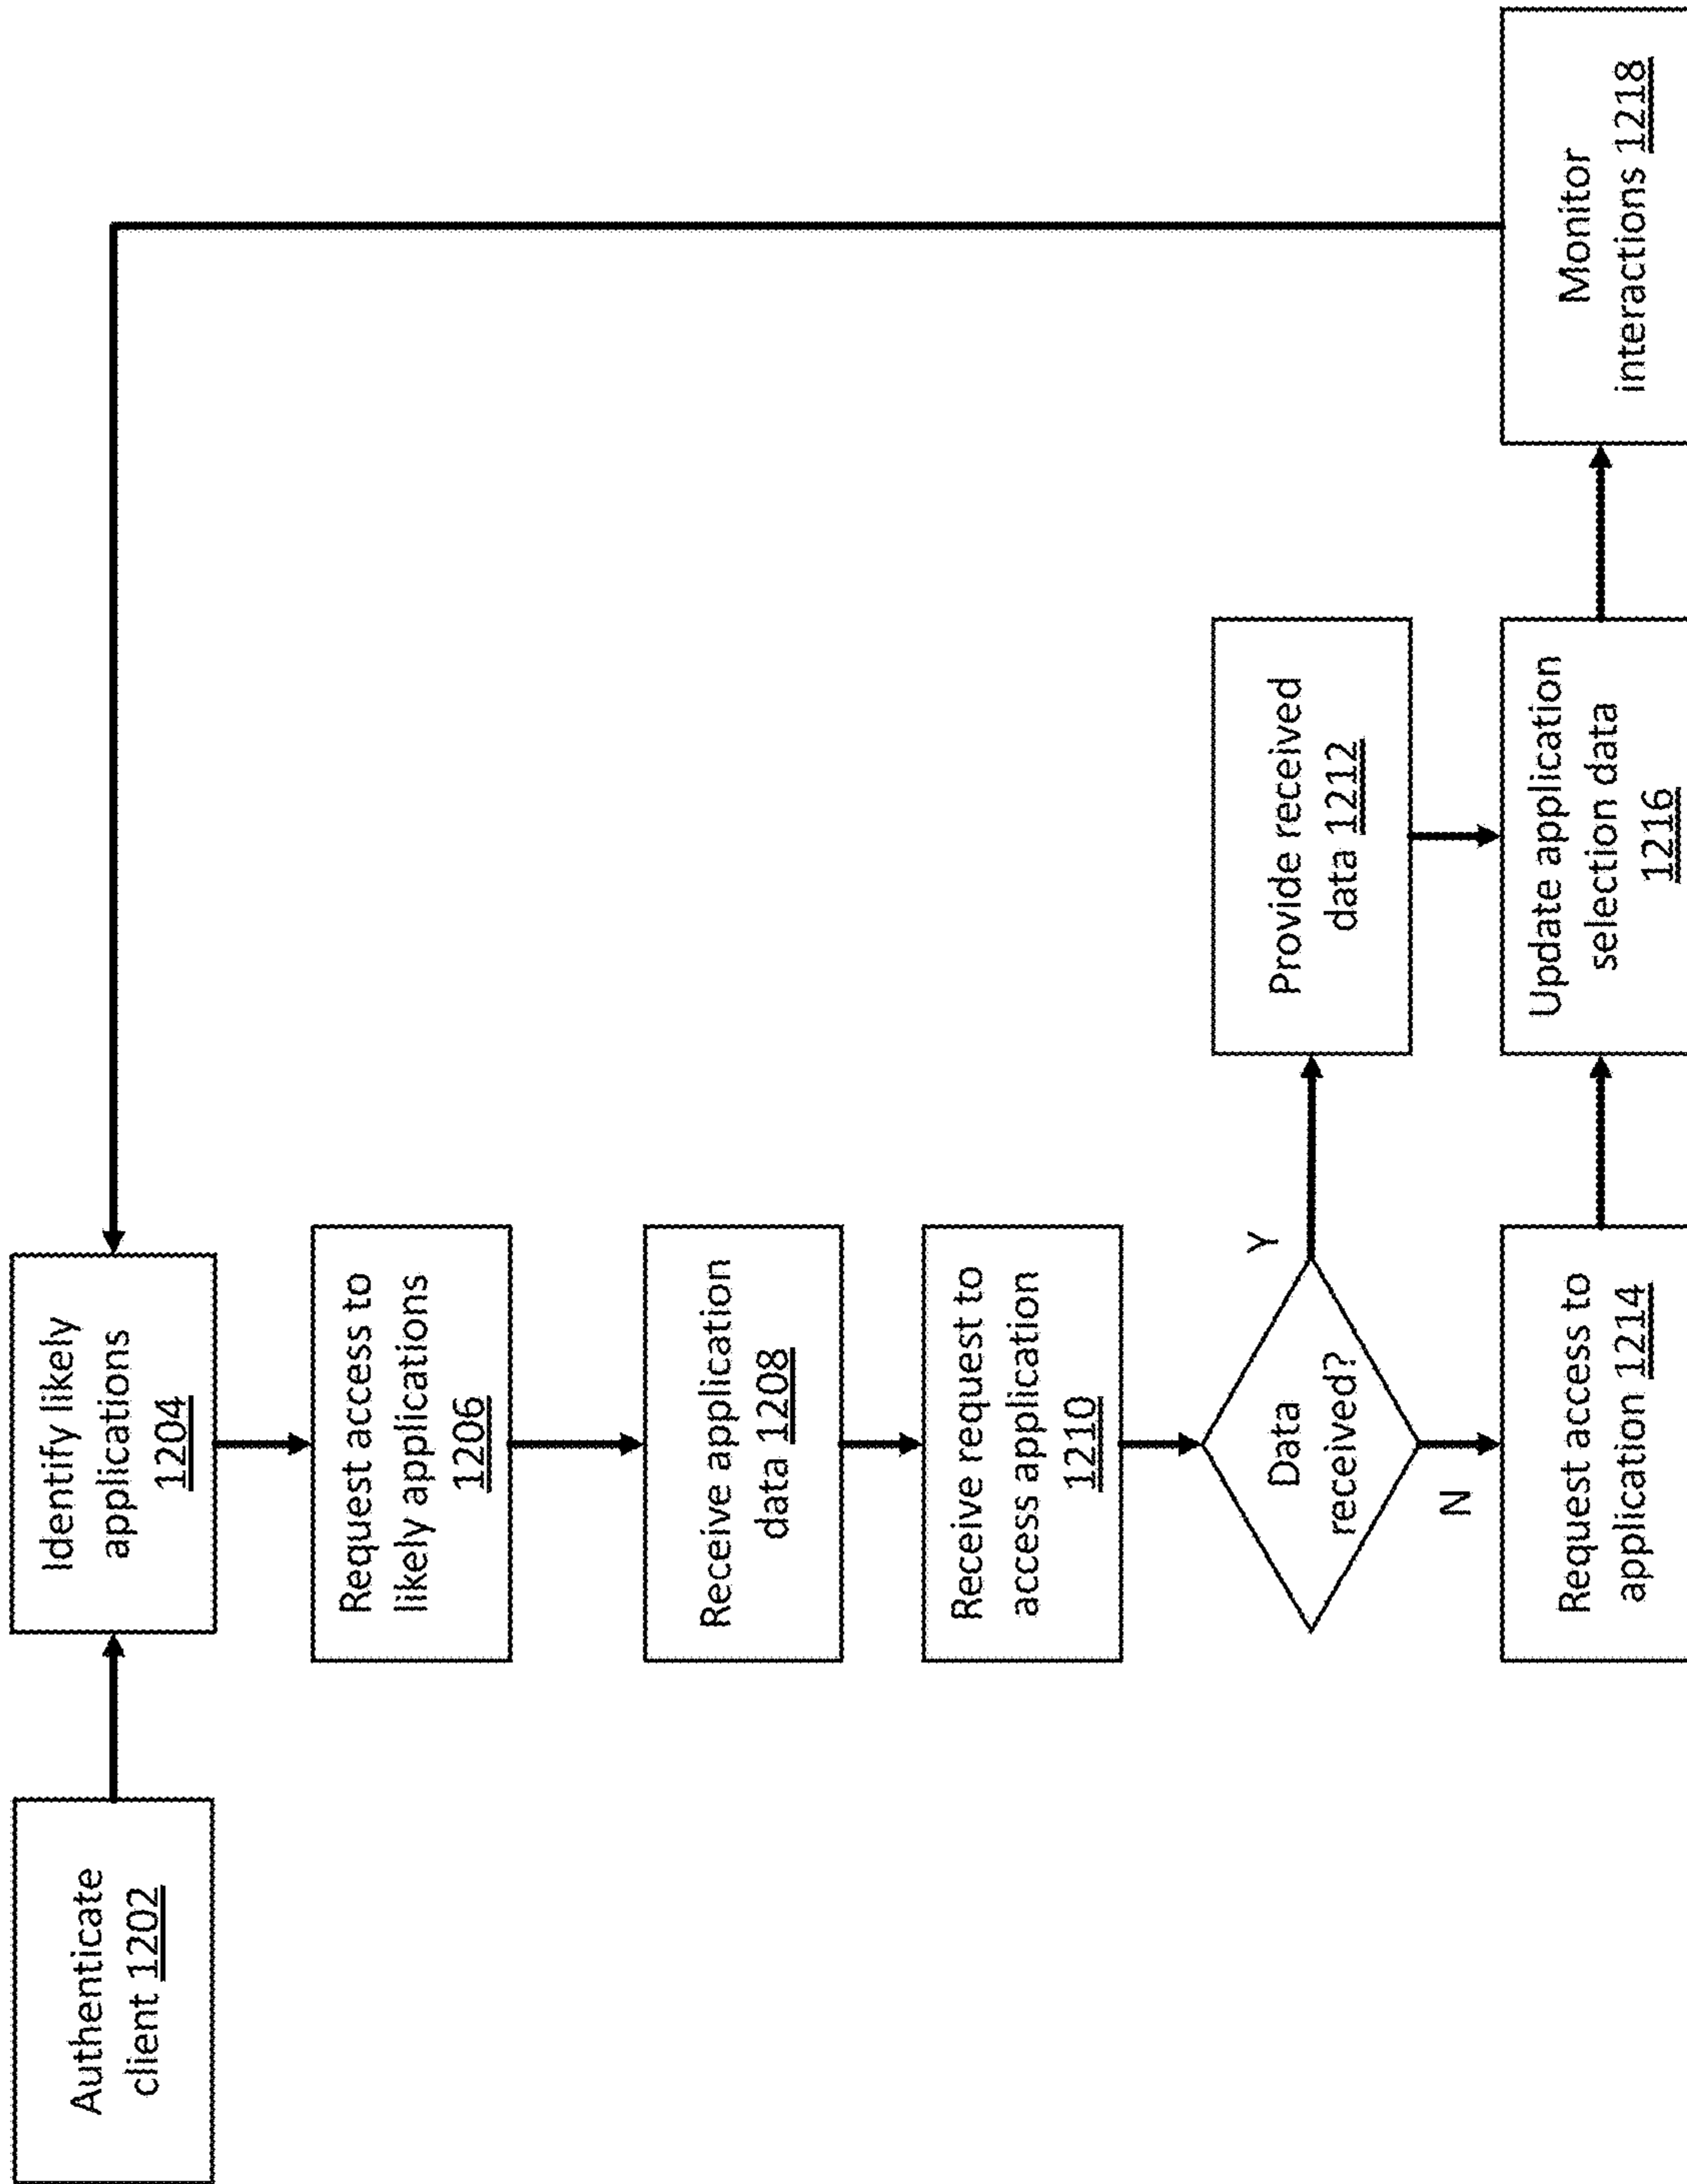 Authenticate
client 1202
Identify likely
applications
1204
Request access to
likely applications
1206
Receive application
data 1208
Receive request to
access application
1210
Data
received?
Y
N
Provide received
data 1212
Request access to
application 1214
Update application
selection data
1216
Monitor
interactions 1218